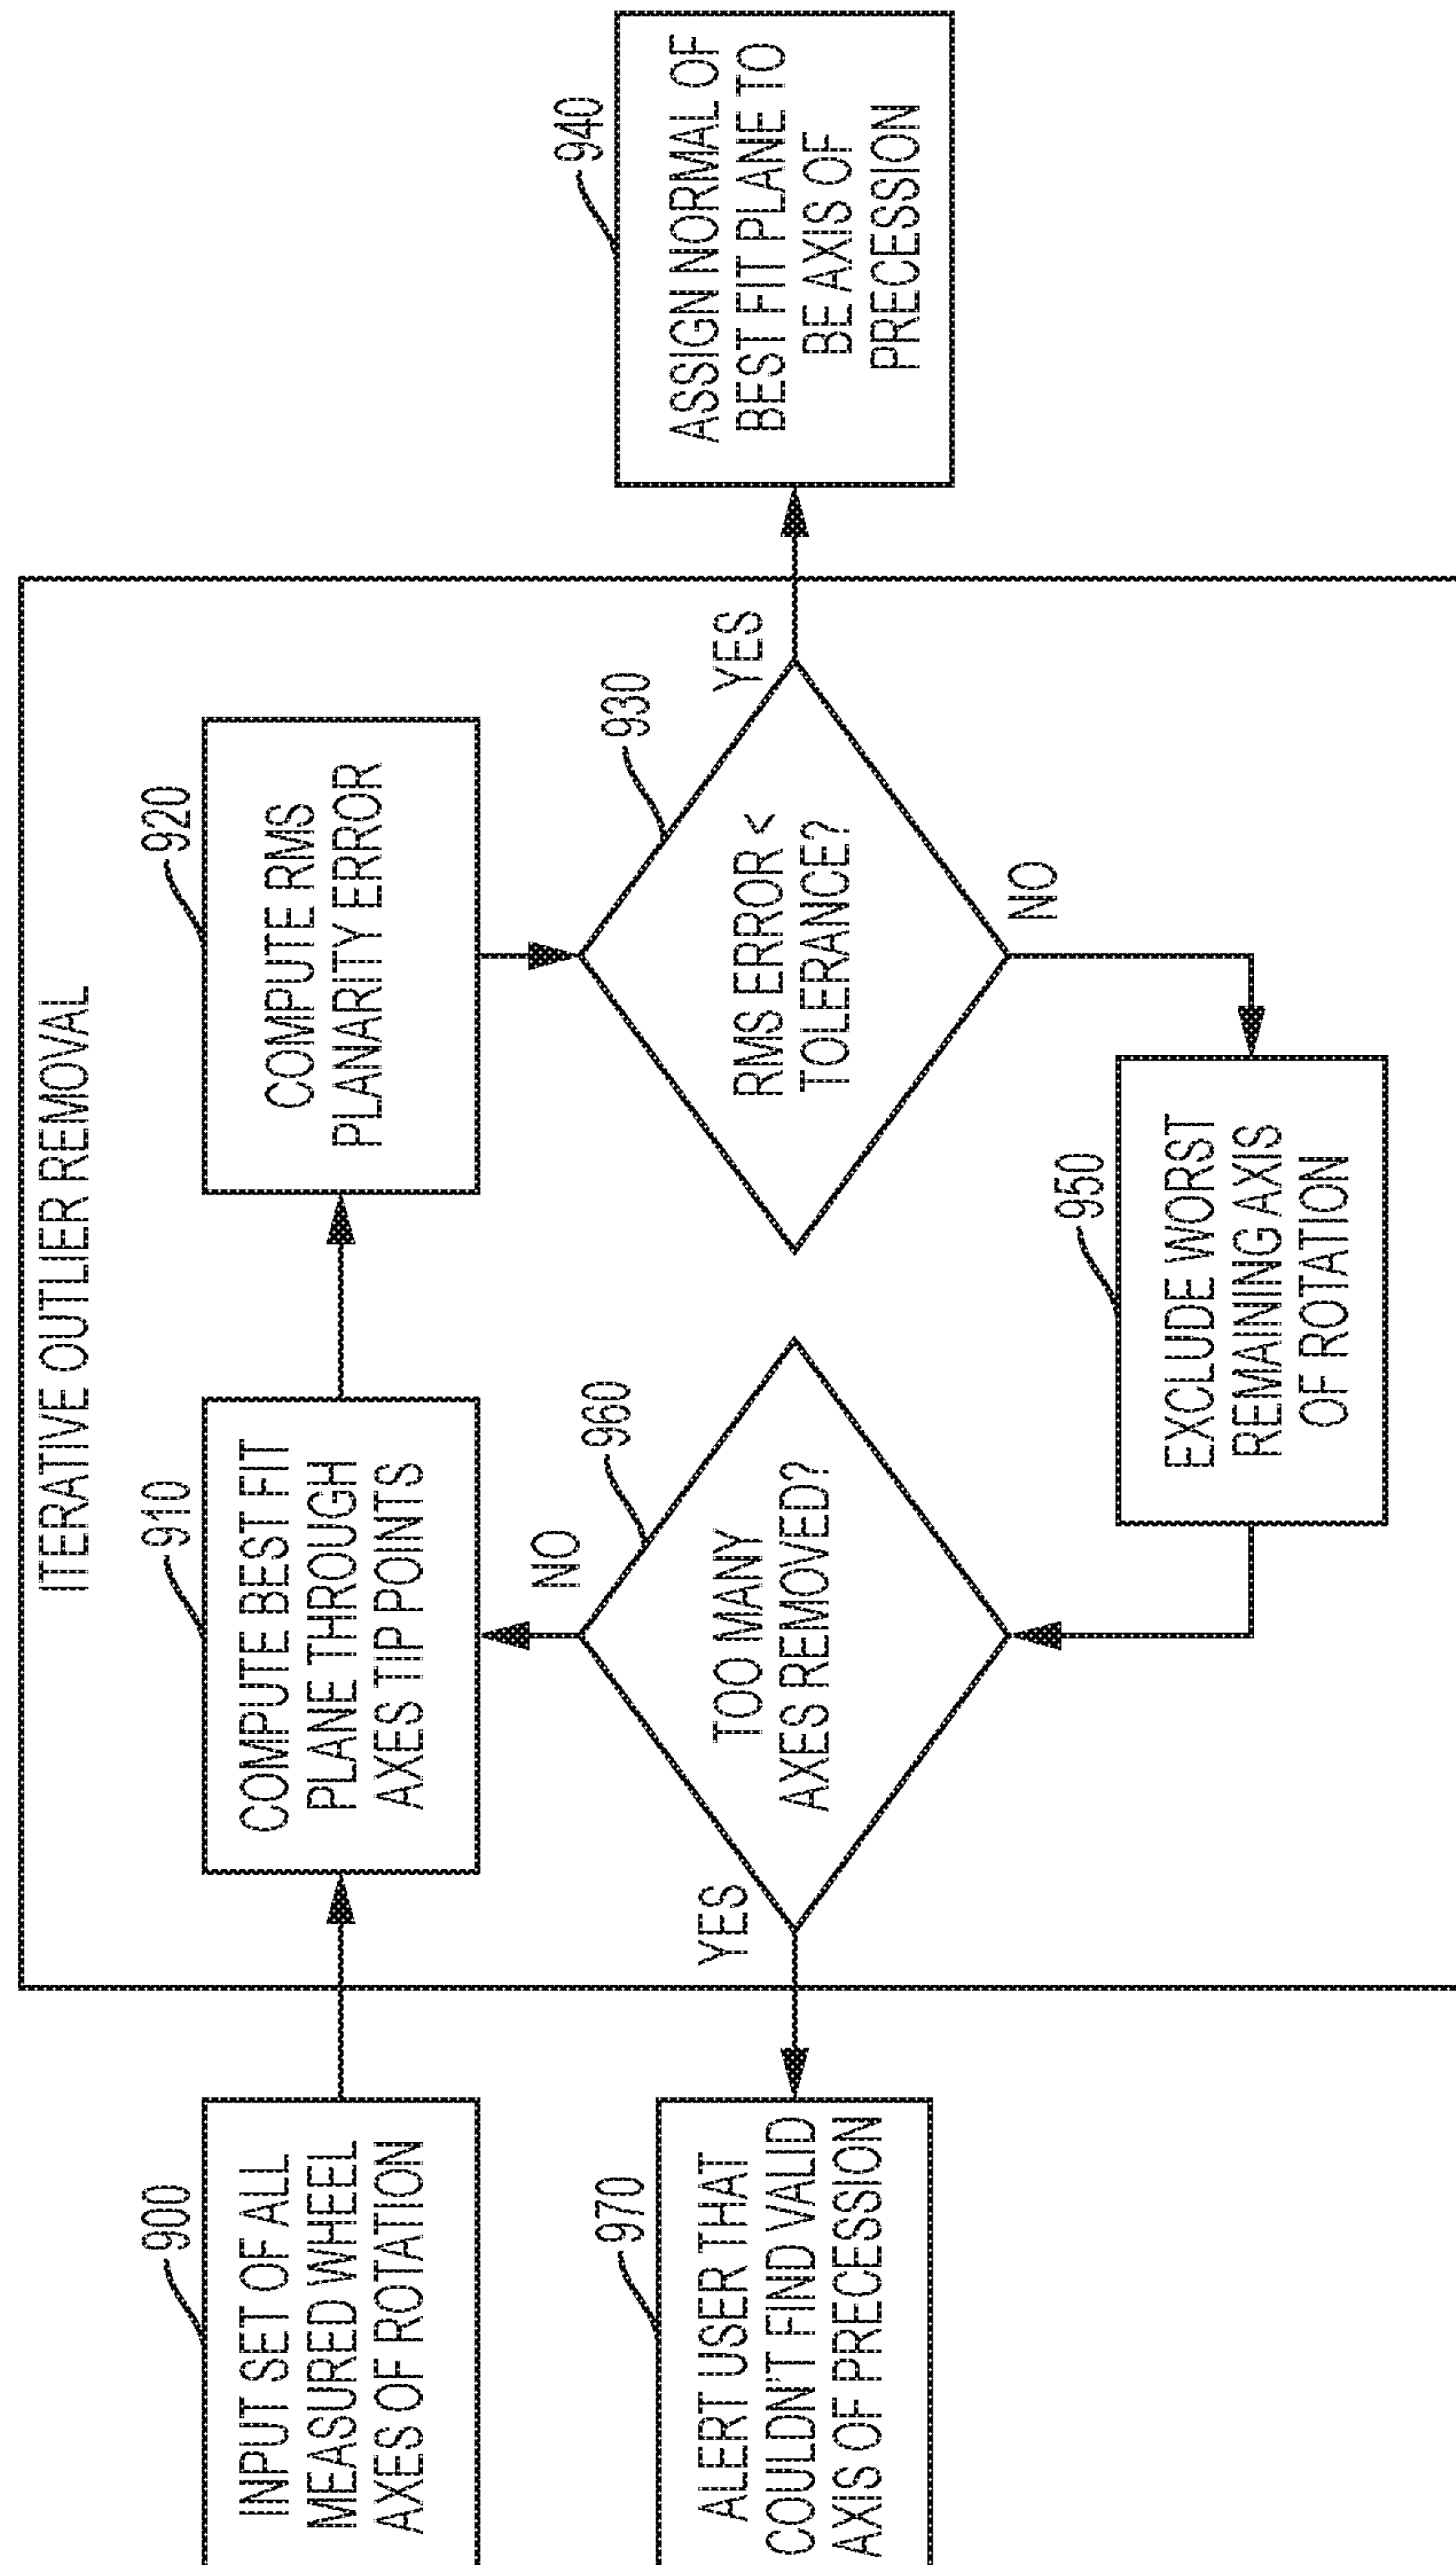 ITERATIVE OUTLIER REMOVAL
900
INPUT SET OF ALL
MEASURED WHEEL
AXES OF ROTATION
910
COMPUTE BEST FIT
PLANE THROUGH
AXES TIP POINTS
920
COMPUTE RMS
PLANARITY ERROR
930
RMS ERROR <
TOLERANCE?
YES
NO
940
ASSIGN NORMAL OF
BEST FIT PLANE TO
BE AXIS OF
PRECESSION
950
EXCLUDE WORST
REMAINING AXIS
OF ROTATION
960
TOO MANY
AXES REMOVED?
NO
YES
970
ALERT USER THAT
COULDN'T FIND VALID
AXIS OF PRECESSION